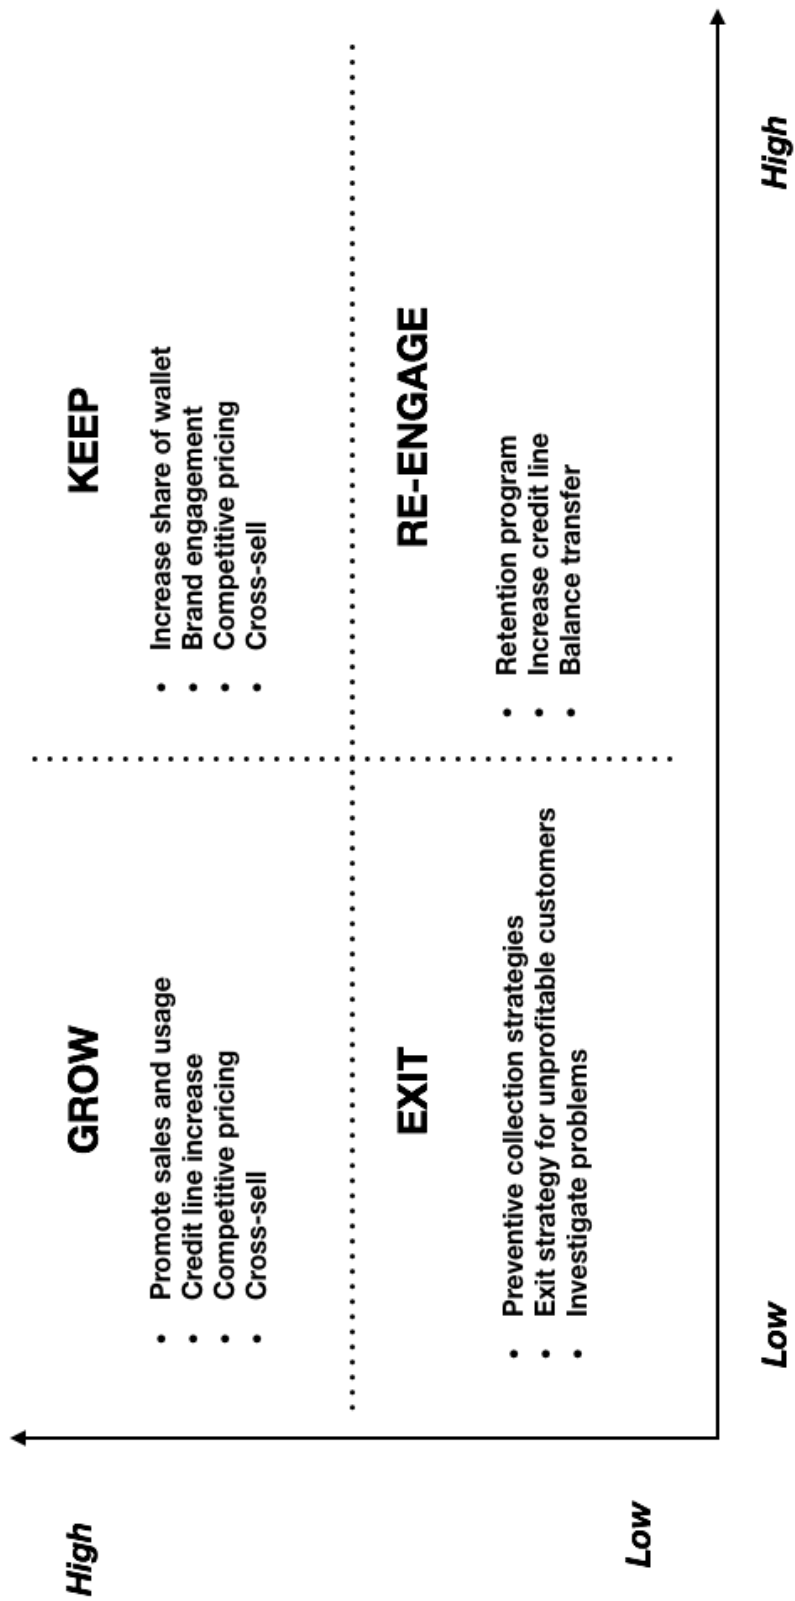 High
GROW
• Promote sales and usage
• Credit line increase
• Competitive pricing
• Cross-sell
KEEP
• Increase share of wallet
• Brand engagement
• Competitive pricing
• Cross-sell
EXIT
• Preventive collection strategies
• Exit strategy for unprofitable customers
• Investigate problems
RE-ENGAGE
• Retention program
• Increase credit line
• Balance transfer
Low
Low
High